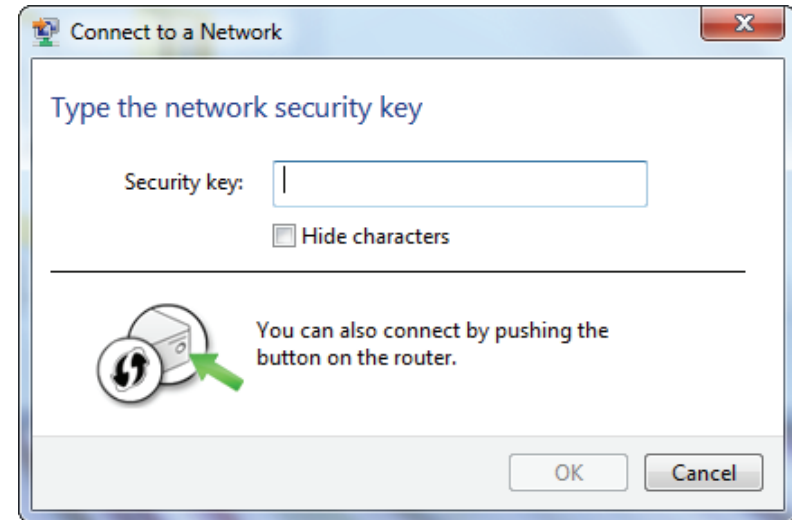 Connect to a Network
Type the network security key
Security key:
Hide characters
You can also connect by pushing the
button on the router.
OK
Cancel